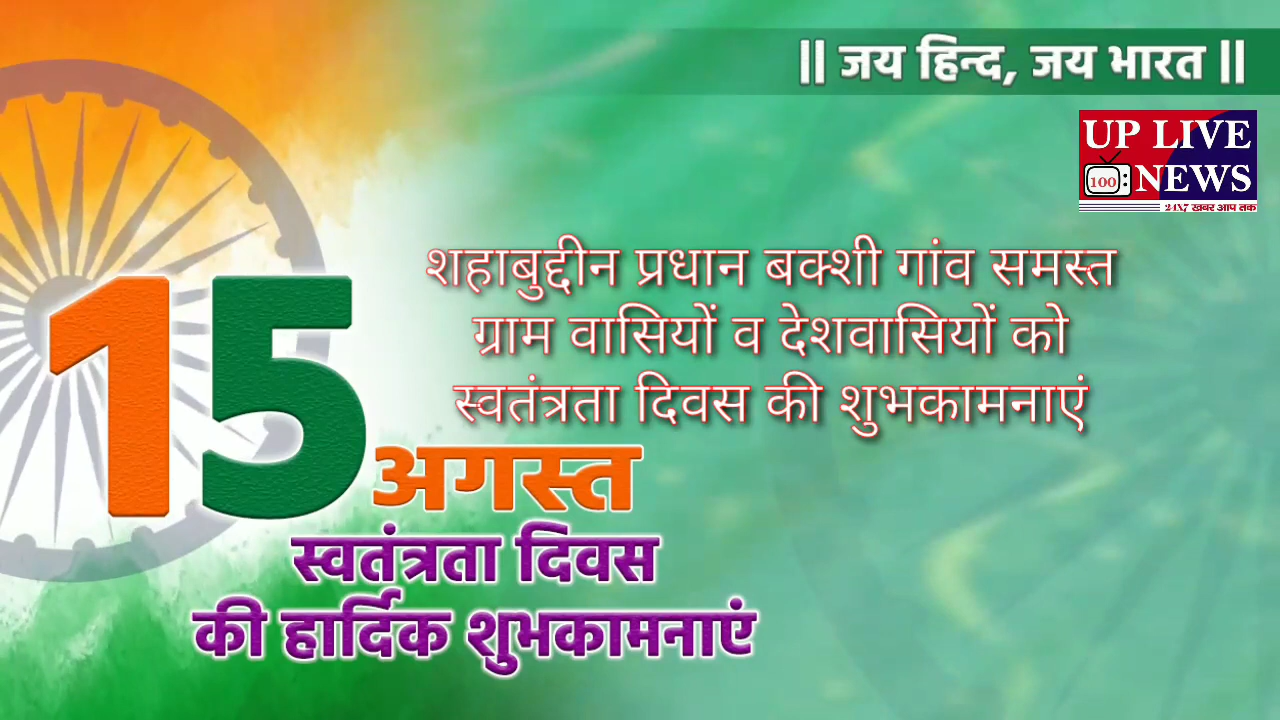 || जय हिन्द, जय भारत ||
UP LIVE
100 NEWS
24X7 खबर आप तक
शहाबुद्दीन प्रधान बक्शी गांव समस्त
ग्राम वासियों व देशवासियों को
स्वतंत्रता दिवस की शुभकामनाएं
15 अगस्त
स्वतंत्रता दिवस
की हार्दिक शुभकामनाएं